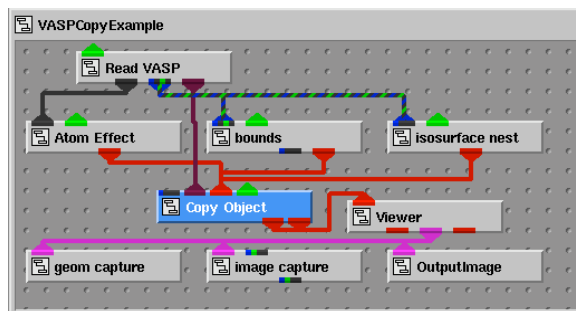 VASPCopyExample
Read VASP
Atom Effect
bounds
isosurface nest
Copy Object
Viewer
geom capture
image capture
OutputImage